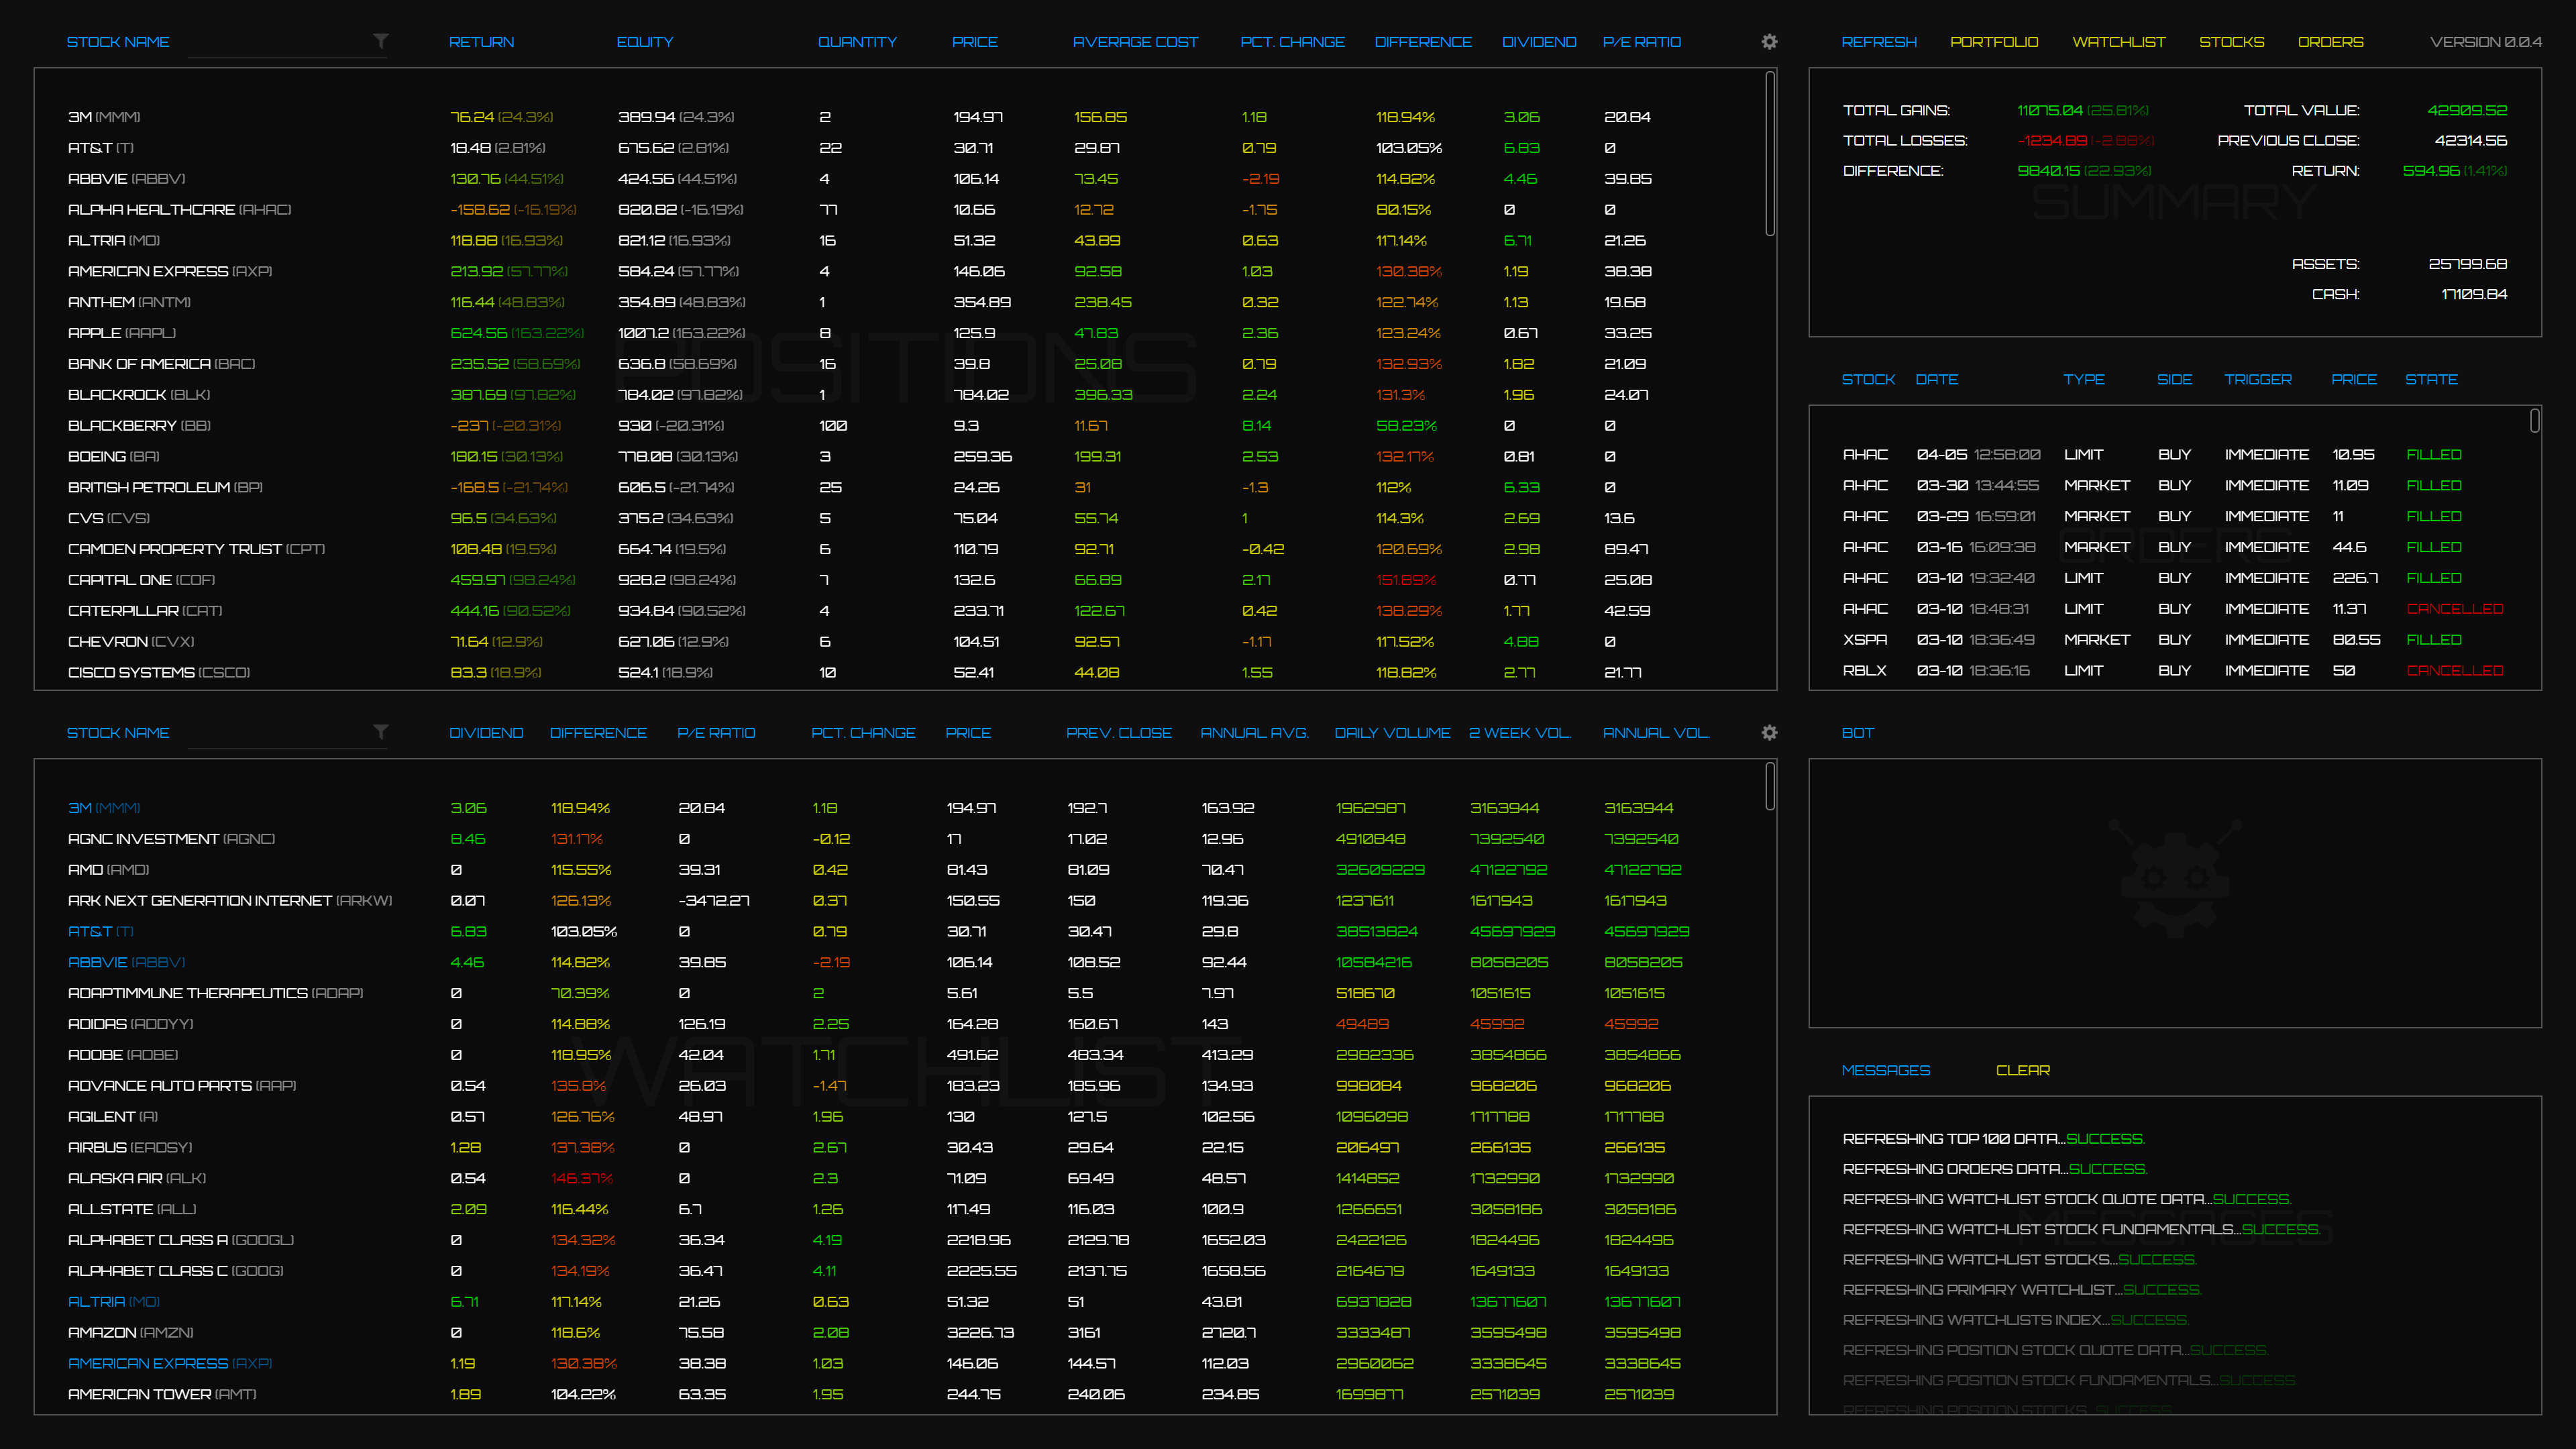 STOCK NAME RETURN EQUITY QUANTITY PRICE AVERAGE COST PCT. CHANGE DIFFERENCE DIVIDEND P/E RATIO
POSITIONS
3M (MMM) 76.24 (24.3%) 389.94 (24.3%) 2 194.97 156.85 1.18 118.94% 3.06 20.84
AT&T (T) 18.48 (2.81%) 675.62 (2.81%) 22 30.71 29.87 0.79 103.05% 6.83 0
ABBVIE (ABBV) 130.76 (44.51%) 424.56 (44.51%) 4 106.14 73.45 -2.19 114.82% 4.46 39.85
ALPHA HEALTHCARE (AHAC) -158.62 (-16.19%) 820.82 (-16.19%) 77 10.66 12.72 -1.75 80.15% 0 0
ALTRIA (MO) 118.88 (16.93%) 821.12 (16.93%) 16 51.32 43.89 0.63 117.14% 6.71 21.26
AMERICAN EXPRESS (AXP) 213.92 (57.77%) 584.24 (57.77%) 4 146.06 92.58 1.03 130.38% 1.19 38.38
ANTHEM (ANTM) 116.44 (48.83%) 354.89 (48.83%) 1 354.89 238.45 0.32 122.74% 1.13 19.68
APPLE (AAPL) 624.56 (163.22%) 1007.2 (163.22%) 8 125.9 47.83 2.36 123.24% 0.67 33.25
BANK OF AMERICA (BAC) 235.52 (58.69%) 636.8 (58.69%) 16 39.8 25.08 0.79 132.93% 1.82 21.09
BLACKROCK (BLK) 387.69 (97.82%) 784.02 (97.82%) 1 784.02 396.33 2.24 131.3% 1.96 24.07
BLACKBERRY (BB) -237 (-20.31%) 930 (-20.31%) 100 9.3 11.67 8.14 58.23% 0 0
BOEING (BA) 180.15 (30.13%) 778.08 (30.13%) 3 259.36 199.31 2.53 132.17% 0.81 0
BRITISH PETROLEUM (BP) -168.5 (-21.74%) 606.5 (-21.74%) 25 24.26 31 -1.3 112% 6.33 0
CVS (CVS) 96.5 (34.63%) 375.2 (34.63%) 5 75.04 55.74 1 114.3% 2.69 13.6
CAMDEN PROPERTY TRUST (CPT) 108.48 (19.5%) 664.74 (19.5%) 6 110.79 92.71 -0.42 120.69% 2.98 89.47
CAPITAL ONE (COF) 459.97 (98.24%) 928.2 (98.24%) 7 132.6 66.89 2.17 151.89% 0.77 25.08
CATERPILLAR (CAT) 444.16 (90.52%) 934.84 (90.52%) 4 233.71 122.67 0.42 138.29% 1.77 42.59
CHEVRON (CVX) 71.64 (12.9%) 627.06 (12.9%) 6 104.51 92.57 -1.17 117.52% 4.88 0
CISCO SYSTEMS (CSCO) 83.3 (18.9%) 524.1 (18.9%) 10 52.41 44.08 1.55 118.82% 2.77 21.77
STOCK NAME DIVIDEND DIFFERENCE P/E RATIO PCT. CHANGE PRICE PREV. CLOSE ANNUAL AVG. DAILY VOLUME 2 WEEK VOL. ANNUAL VOL.
WATCHLIST
3M (MMM) 3.06 118.94% 20.84 1.18 194.97 192.7 163.92 1962987 3163944 3163944
AGNC INVESTMENT (AGNC) 8.46 131.17% 0 -0.12 17 17.02 12.96 4910848 7392540 7392540
AMD (AMD) 0 115.55% 39.31 0.42 81.43 81.09 70.47 32609229 47122792 47122792
ARK NEXT GENERATION INTERNET (ARKW) 0.07 126.13% -3472.27 0.37 150.55 150 119.36 1237611 1617943 1617943
AT&T (T) 6.83 103.05% 0 0.79 30.71 30.47 29.8 38513824 45697929 45697929
ABBVIE (ABBV) 4.46 114.82% 39.85 -2.19 106.14 108.52 92.44 10584216 8058205 8058205
ADAPTIMMUNE THERAPEUTICS (ADAP) 0 70.39% 0 2 5.61 5.5 7.97 518670 1051615 1051615
ADIDAS (ADDYY) 0 114.88% 126.19 2.25 164.28 160.67 143 49489 45992 45992
ADOBE (ADBE) 0 118.95% 42.04 1.71 491.62 483.34 413.29 2982336 3854866 3854866
ADVANCE AUTO PARTS (AAP) 0.54 135.8% 26.03 -1.47 183.23 185.96 134.93 998084 968206 968206
AGILENT (A) 0.57 126.76% 48.97 1.96 130 127.5 102.56 1096098 1717788 1717788
AIRBUS (EADSY) 1.28 137.38% 0 2.67 30.43 29.64 22.15 206497 266135 266135
ALASKA AIR (ALK) 0.54 146.37% 0 2.3 71.09 69.49 48.57 1414852 1732990 1732990
ALLSTATE (ALL) 2.09 116.44% 6.7 1.26 117.49 116.03 100.9 1266651 3058186 3058186
ALPHABET CLASS A (GOOGL) 0 134.32% 36.34 4.19 2218.96 2129.78 1652.03 2422126 1824496 1824496
ALPHABET CLASS C (GOOG) 0 134.19% 36.47 4.11 2225.55 2137.75 1658.56 2164679 1649133 1649133
ALTRIA (MO) 6.71 117.14% 21.26 0.63 51.32 51 43.81 6937828 13677607 13677607
AMAZON (AMZN) 0 118.6% 75.58 2.08 3226.73 3161 2720.7 3333487 3595498 3595498
AMERICAN EXPRESS (AXP) 1.19 130.38% 38.38 1.03 146.06 144.57 112.03 2960062 3338645 3338645
AMERICAN TOWER (AMT) 1.89 104.22% 63.35 1.95 244.75 240.06 234.85 1699877 2571039 2571039
REFRESH PORTFOLIO WATCHLIST STOCKS ORDERS VERSION 0.0.4
TOTAL GAINS: 11075.04 (25.81%) TOTAL VALUE: 42909.52
TOTAL LOSSES: -1234.89 (-2.88%) PREVIOUS CLOSE: 42314.56
DIFFERENCE: 9840.15 (22.93%) RETURN: 594.96 (1.41%)
SUMMARY
ASSETS: 25799.68
CASH: 17109.84
STOCK DATE TYPE SIDE TRIGGER PRICE STATE
AHAC 04-05 12:58:00 LIMIT BUY IMMEDIATE 10.95 FILLED
AHAC 03-30 13:44:55 MARKET BUY IMMEDIATE 11.09 FILLED
AHAC 03-29 16:59:01 MARKET BUY IMMEDIATE 11 FILLED
ORDERS
AHAC 03-16 16:09:38 MARKET BUY IMMEDIATE 44.6 FILLED
AHAC 03-10 19:32:40 LIMIT BUY IMMEDIATE 226.7 FILLED
AHAC 03-10 18:48:31 LIMIT BUY IMMEDIATE 11.37 CANCELLED
XSPA 03-10 18:36:49 MARKET BUY IMMEDIATE 80.55 FILLED
RBLX 03-10 18:36:16 LIMIT BUY IMMEDIATE 50 CANCELLED
BOT
MESSAGES CLEAR
REFRESHING TOP 100 DATA...SUCCESS.
REFRESHING ORDERS DATA...SUCCESS.
REFRESHING WATCHLIST STOCK QUOTE DATA...SUCCESS.
MESSAGES
REFRESHING WATCHLIST STOCK FUNDAMENTALS...SUCCESS.
REFRESHING WATCHLIST STOCKS...SUCCESS.
REFRESHING PRIMARY WATCHLIST...SUCCESS.
REFRESHING WATCHLISTS INDEX...SUCCESS.
REFRESHING POSITION STOCK QUOTE DATA...SUCCESS.
REFRESHING POSITION STOCK FUNDAMENTALS...SUCCESS.
REFRESHING POSITION STOCKS...SUCCESS.